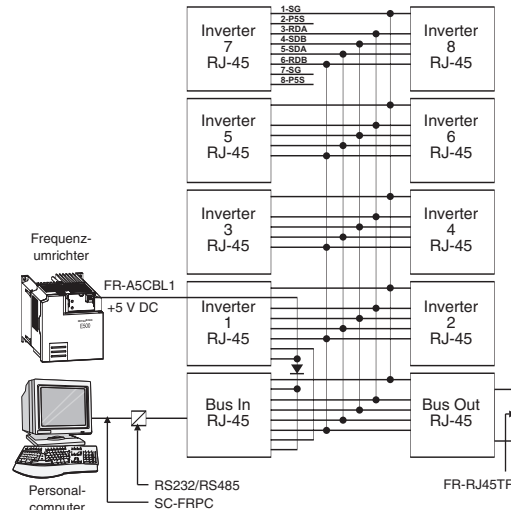 Inverter
7
RJ-45
1-SG
2-P5S
3-RDA
4-SDB
5-SDA
6-RDB
7-SG
8-P5S
Inverter
8
RJ-45
Inverter
5
RJ-45
Inverter
6
RJ-45
Inverter
3
RJ-45
Inverter
4
RJ-45
Frequenz-
umrichter
FR-A5CBL1
+5 V DC
E500
Inverter
1
RJ-45
Inverter
2
RJ-45
Bus In
RJ-45
Bus Out
RJ-45
RS232/RS485
SC-FRPC
FR-RJ45TR
Personal-
computer